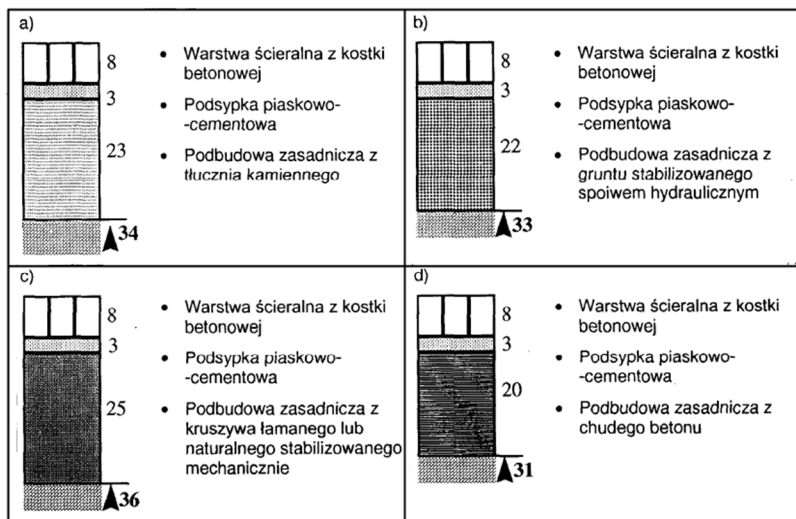 a)
8
3
23
34
• Warstwa ścieralna z kostki
betonowej
• Podsypka piaskowo-
-cementowa
• Podbudowa zasadnicza z
tłucznia kamiennego
b)
8
3
22
33
• Warstwa ścieralna z kostki
betonowej
• Podsypka piaskowo-
-cementowa
• Podbudowa zasadnicza z
gruntu stabilizowanego
spoiwem hydraulicznym
c)
8
3
25
36
• Warstwa ścieralna z kostki
betonowej
• Podsypka piaskowo-
-cementowa
• Podbudowa zasadnicza z
kruszywa łamanego lub
naturalnego stabilizowanego
mechanicznie
d)
8
3
20
31
• Warstwa ścieralna z kostki
betonowej
• Podsypka piaskowo-
-cementowa
• Podbudowa zasadnicza z
chudego betonu